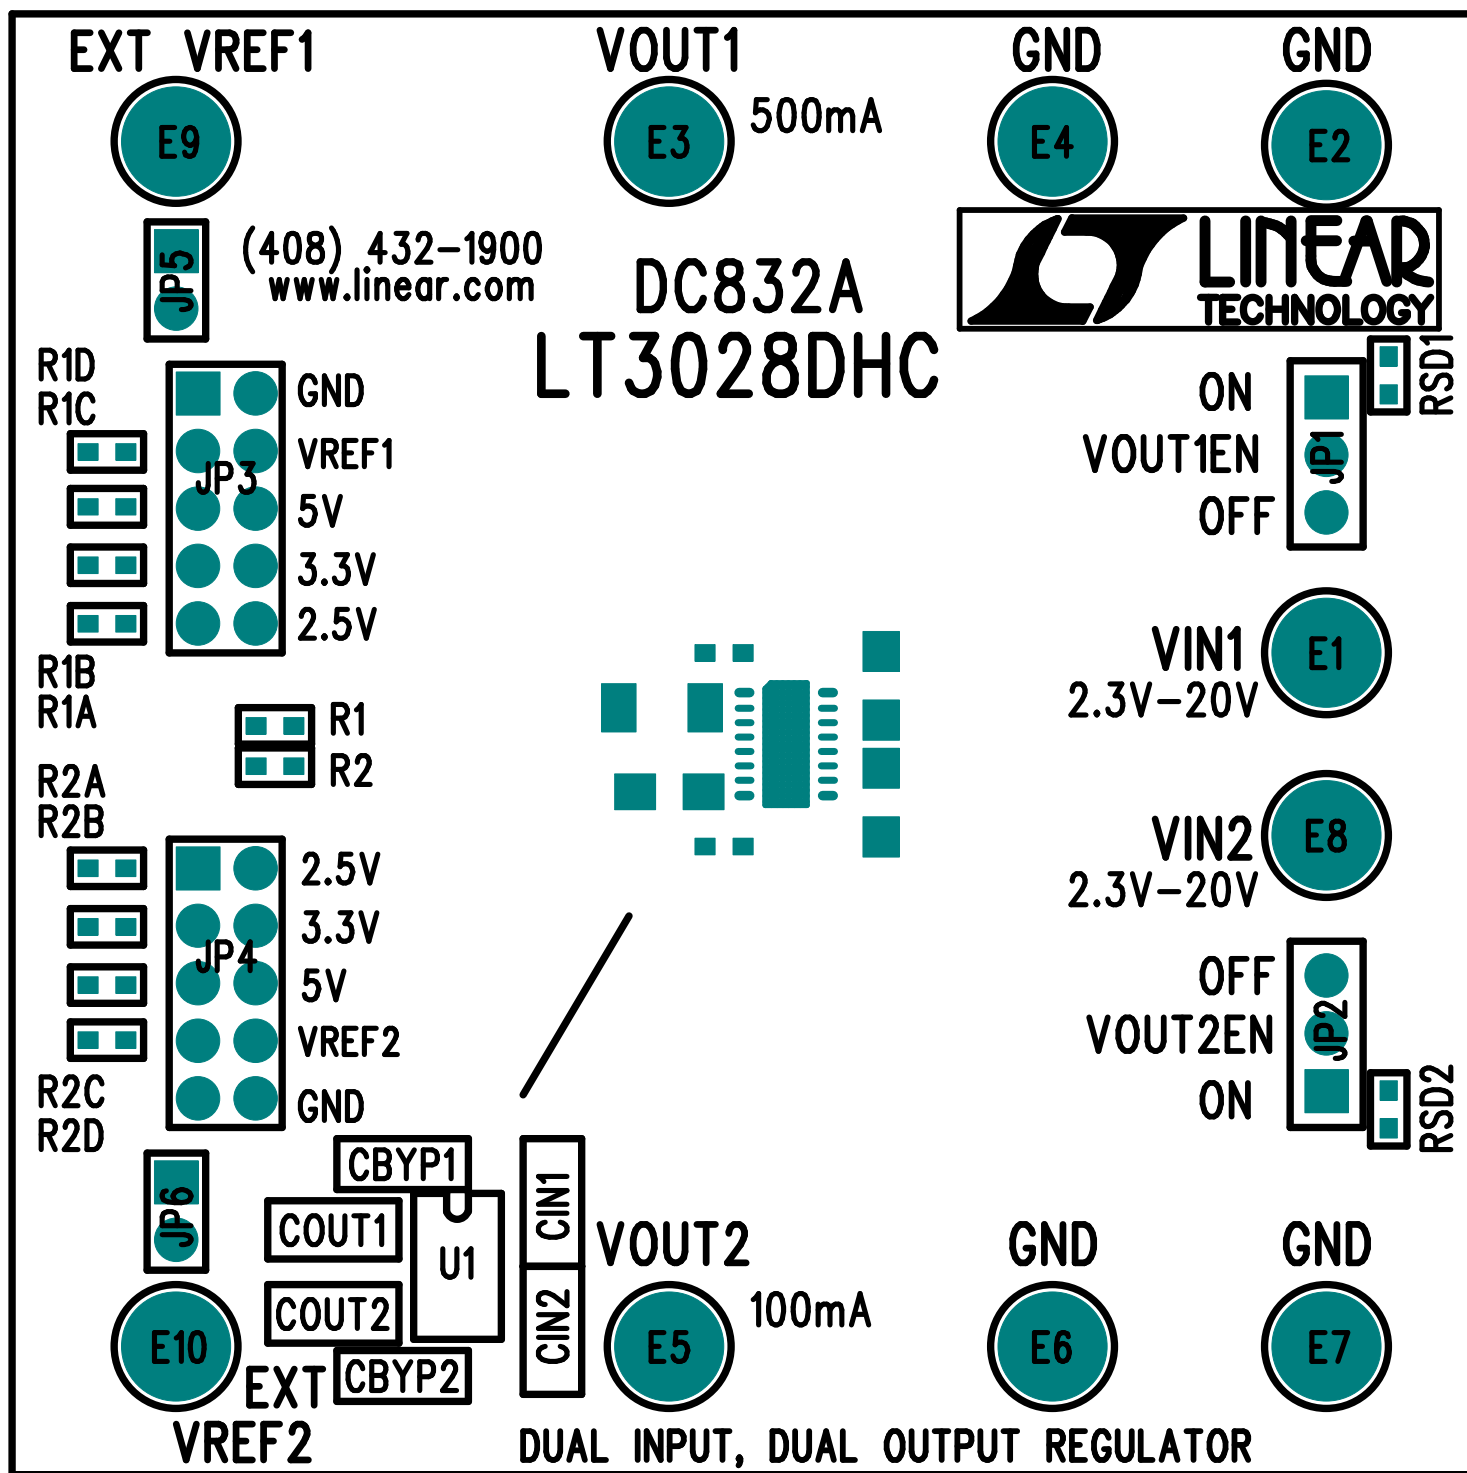 EXT VREF1
VOUT1
GND
GND
E9
E3
500mA
E4
E2
JP5
(408) 432-1900
www.linear.com
DC832A
LT3028DHC
LINEAR
TECHNOLOGY
R1D
R1C
JP3
GND
VREF1
5V
3.3V
2.5V
ON
VOUT1EN
OFF
JP1
RSD1
R1B
R1A
R1
R2
R2A
R2B
VIN1
2.3V-20V
E1
VIN2
2.3V-20V
E8
JP4
2.5V
3.3V
5V
VREF2
GND
OFF
VOUT2EN
ON
JP2
RSD2
R2C
R2D
JP6
CBYP1
COUT1
U1
CIN1
COUT2
CIN2
CBYP2
VOUT2
GND
GND
E10
E5
100mA
E6
E7
EXT
VREF2
DUAL INPUT, DUAL OUTPUT REGULATOR